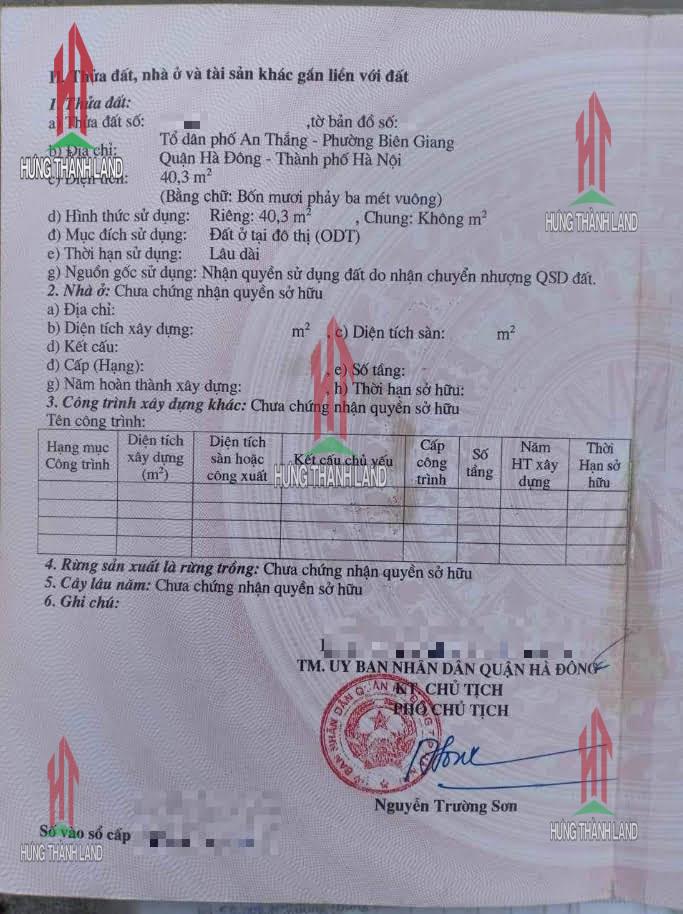 II. Thửa đất, nhà ở và tài sản khác gắn liền với đất
1. Thửa đất:
a) Thửa đất số: ,tờ bản đồ số:
b) Địa chỉ: Tổ dân phố An Thắng - Phường Biên Giang
Quận Hà Đông - Thành phố Hà Nội
c) Diện tích: 40,3 m²
(Bằng chữ: Bốn mươi phảy ba mét vuông)
d) Hình thức sử dụng: Riêng: 40,3 m² , Chung: Không m²
đ) Mục đích sử dụng: Đất ở tại đô thị (ODT)
e) Thời hạn sử dụng: Lâu dài
g) Nguồn gốc sử dụng: Nhận quyền sử dụng đất do nhận chuyển nhượng QSD đất.
2. Nhà ở: Chưa chứng nhận quyền sở hữu
a) Địa chỉ:
b) Diện tích xây dựng: m² , c) Diện tích sàn: m²
d) Kết cấu:
đ) Cấp (Hạng): , e) Số tầng:
g) Năm hoàn thành xây dựng: , h) Thời hạn sở hữu:
3. Công trình xây dựng khác: Chưa chứng nhận quyền sở hữu
Tên công trình:
Hạng mục Công trình
Diện tích xây dựng (m²)
Diện tích sàn hoặc công xuất
Kết cấu chủ yếu
Cấp công trình
Số tầng
Năm HT xây dựng
Thời Hạn sở hữu
4. Rừng sản xuất là rừng trồng: Chưa chứng nhận quyền sở hữu
5. Cây lâu năm: Chưa chứng nhận quyền sở hữu
6. Ghi chú:
TM. UỶ BAN NHÂN DÂN QUẬN HÀ ĐÔNG
KT. CHỦ TỊCH
PHÓ CHỦ TỊCH
Nguyễn Trường Sơn
Số vào sổ cấp
HƯNG THÀNH LAND
HƯNG THÀNH LAND
HƯNG THÀNH LAND
HƯNG THÀNH LAND
HƯNG THÀNH LAND